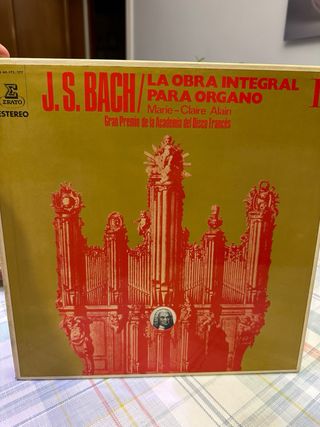 ERATO
ESTEREO
J. S. BACH/
LA OBRA INTEGRAL
PARA ORGANO
Marie-Claire Alain
Gran Premio de la Academia del Disco Francés
I